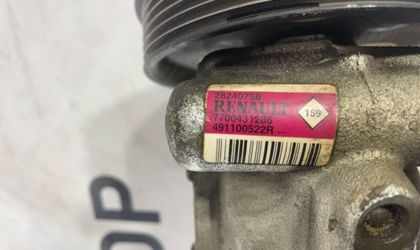 28240756
RENAULT
159
7700431286
491100522R ...
OP